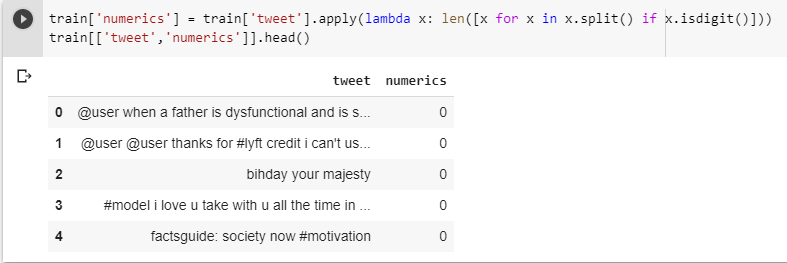 train['numerics'] = train['tweet'].apply(lambda x: len([x for x in x.split() if x.isdigit()]))
train[['tweet','numerics']].head()
tweet numerics
0 @user when a father is dysfunctional and is s... 0
1 @user @user thanks for #lyft credit i can't us... 0
2 bihday your majesty 0
3 #model i love u take with u all the time in ... 0
4 factsguide: society now #motivation 0